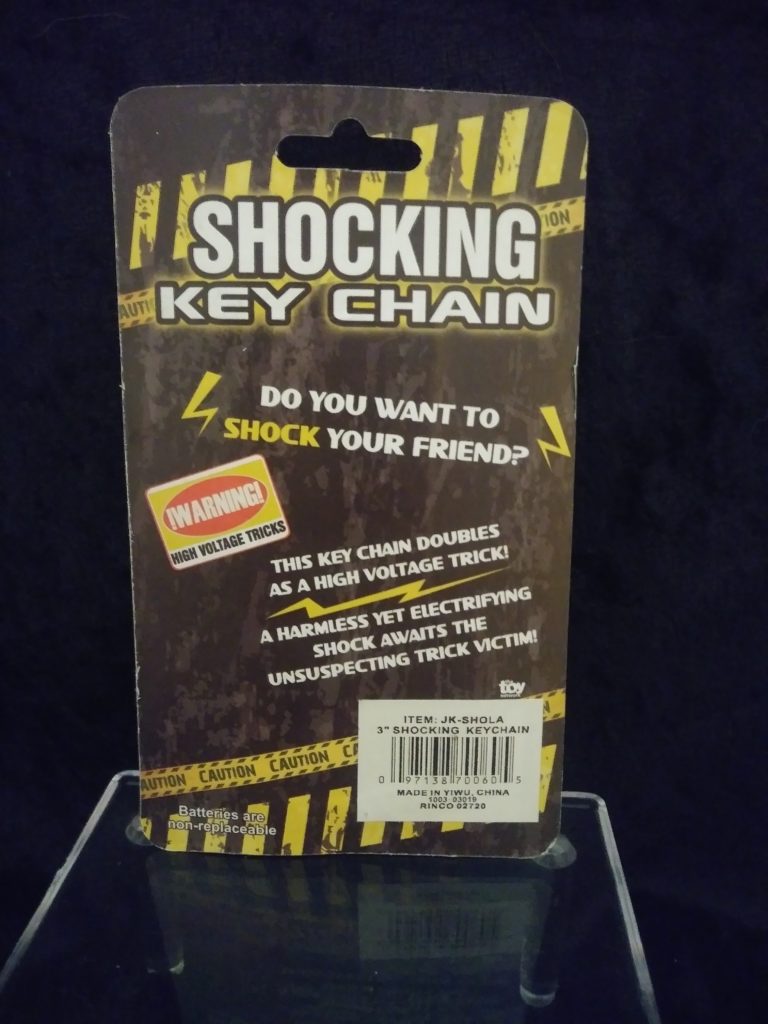 SHOCKING
KEY CHAIN
DO YOU WANT TO
SHOCK YOUR FRIEND?
!WARNING!
HIGH VOLTAGE TRICKS
THIS KEY CHAIN DOUBLES
AS A HIGH VOLTAGE TRICK!
A HARMLESS YET ELECTRIFYING
SHOCK AWAITS THE
UNSUSPECTING TRICK VICTIM!
toy
ITEM: JK-SHOLA
3" SHOCKING KEYCHAIN
0 97138 70060 5
MADE IN YIWU, CHINA
1003 03019
RINCO 02720
AUTION CAUTION CAUTION CA
Batteries are
non-replaceable